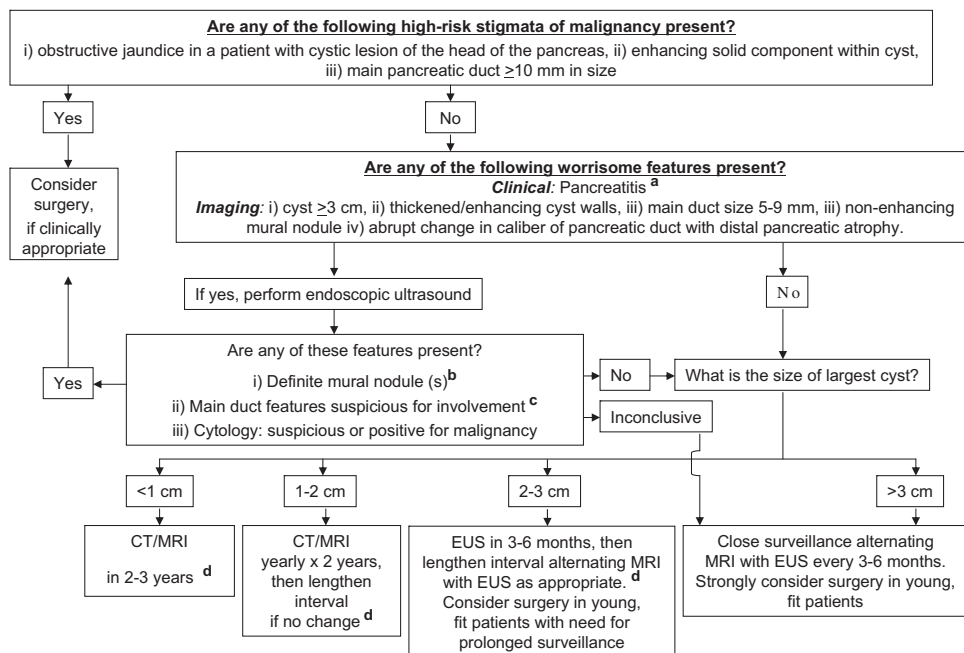 Are any of the following high-risk stigmata of malignancy present?
i) obstructive jaundice in a patient with cystic lesion of the head of the pancreas, ii) enhancing solid component within cyst,
iii) main pancreatic duct ≥10 mm in size
Yes
No
Consider
surgery,
if clinically
appropriate
Are any of the following worrisome features present?
Clinical: Pancreatitis a
Imaging: i) cyst ≥3 cm, ii) thickened/enhancing cyst walls, iii) main duct size 5-9 mm, iii) non-enhancing
mural nodule iv) abrupt change in caliber of pancreatic duct with distal pancreatic atrophy.
If yes, perform endoscopic ultrasound
No
Are any of these features present?
i) Definite mural nodule (s) b
ii) Main duct features suspicious for involvement c
iii) Cytology: suspicious or positive for malignancy
Yes
No
What is the size of largest cyst?
Inconclusive
<1 cm
1-2 cm
2-3 cm
>3 cm
CT/MRI
in 2-3 years d
CT/MRI
yearly x 2 years,
then lengthen
interval
if no change d
EUS in 3-6 months, then
lengthen interval alternating MRI
with EUS as appropriate. d
Consider surgery in young,
fit patients with need for
prolonged surveillance
Close surveillance alternating
MRI with EUS every 3-6 months.
Strongly consider surgery in young,
fit patients